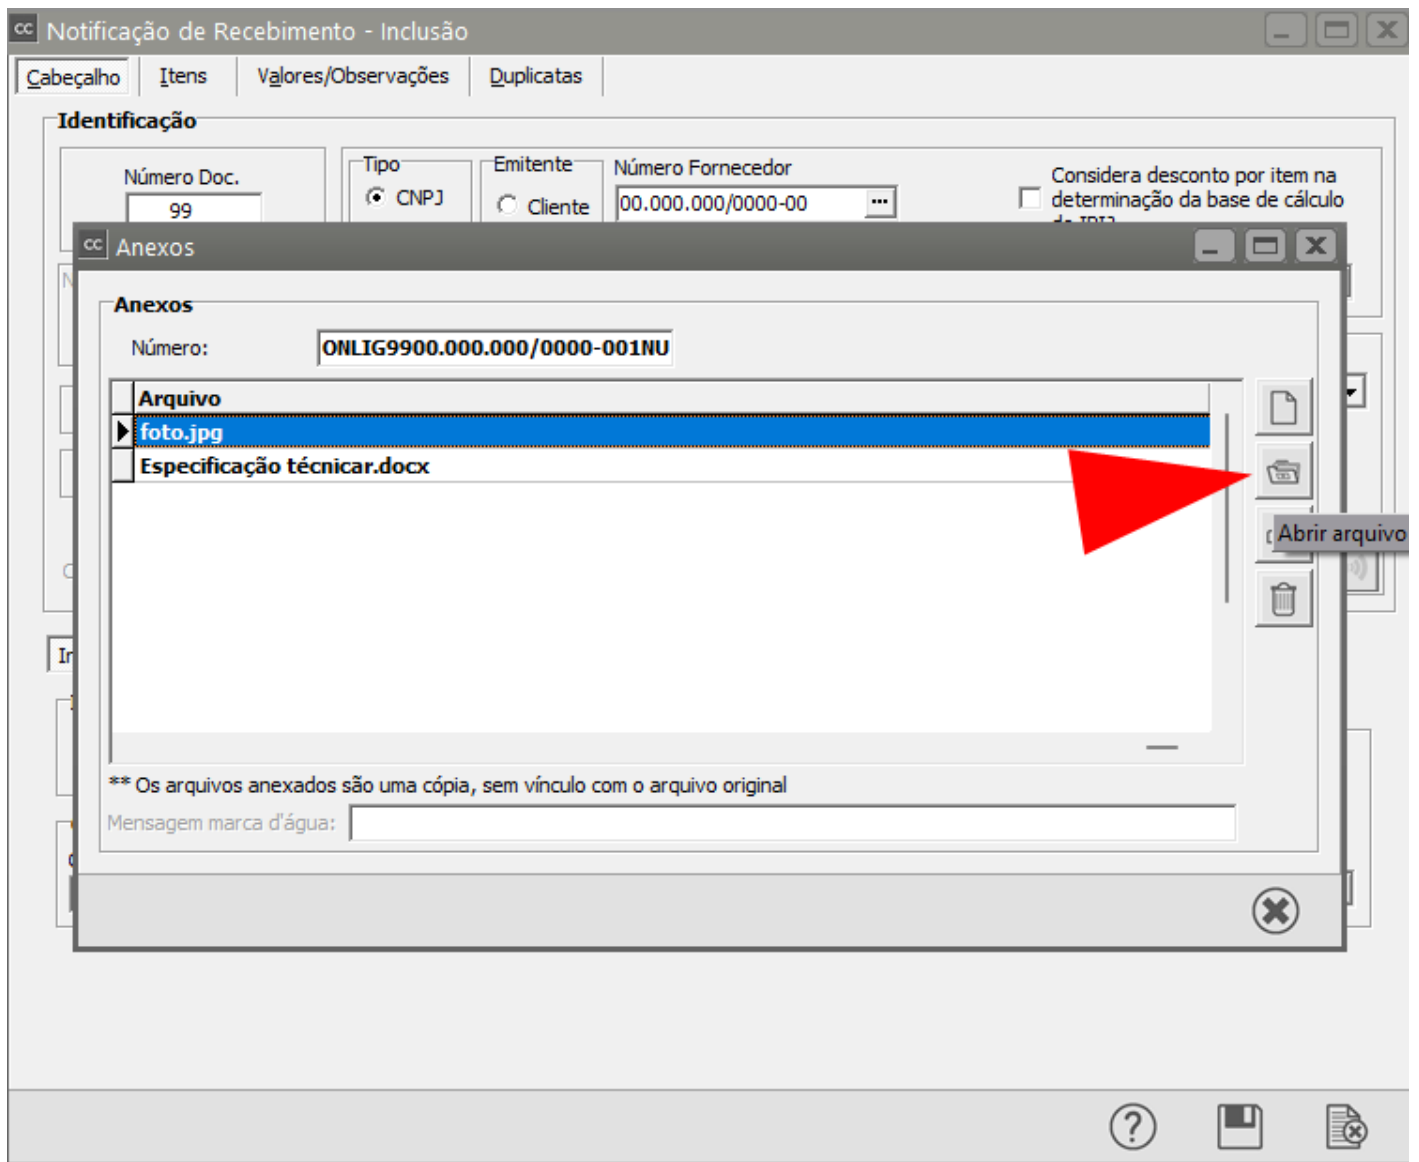 cc Notificação de Recebimento - Inclusão
Cabeçalho Itens Valores/Observações Duplicatas
Identificação
Número Doc.
99
Tipo
CNPJ
Emitente
Cliente
Número Fornecedor
00.000.000/0000-00 ...
Considera desconto por item na
determinação da base de cálculo
cc Anexos
Anexos
Número: ONLIG9900.000.000/0000-001NU
Arquivo
foto.jpg
Especificação técnicar.docx
Abrir arquivo
** Os arquivos anexados são uma cópia, sem vínculo com o arquivo original
Mensagem marca d'água: